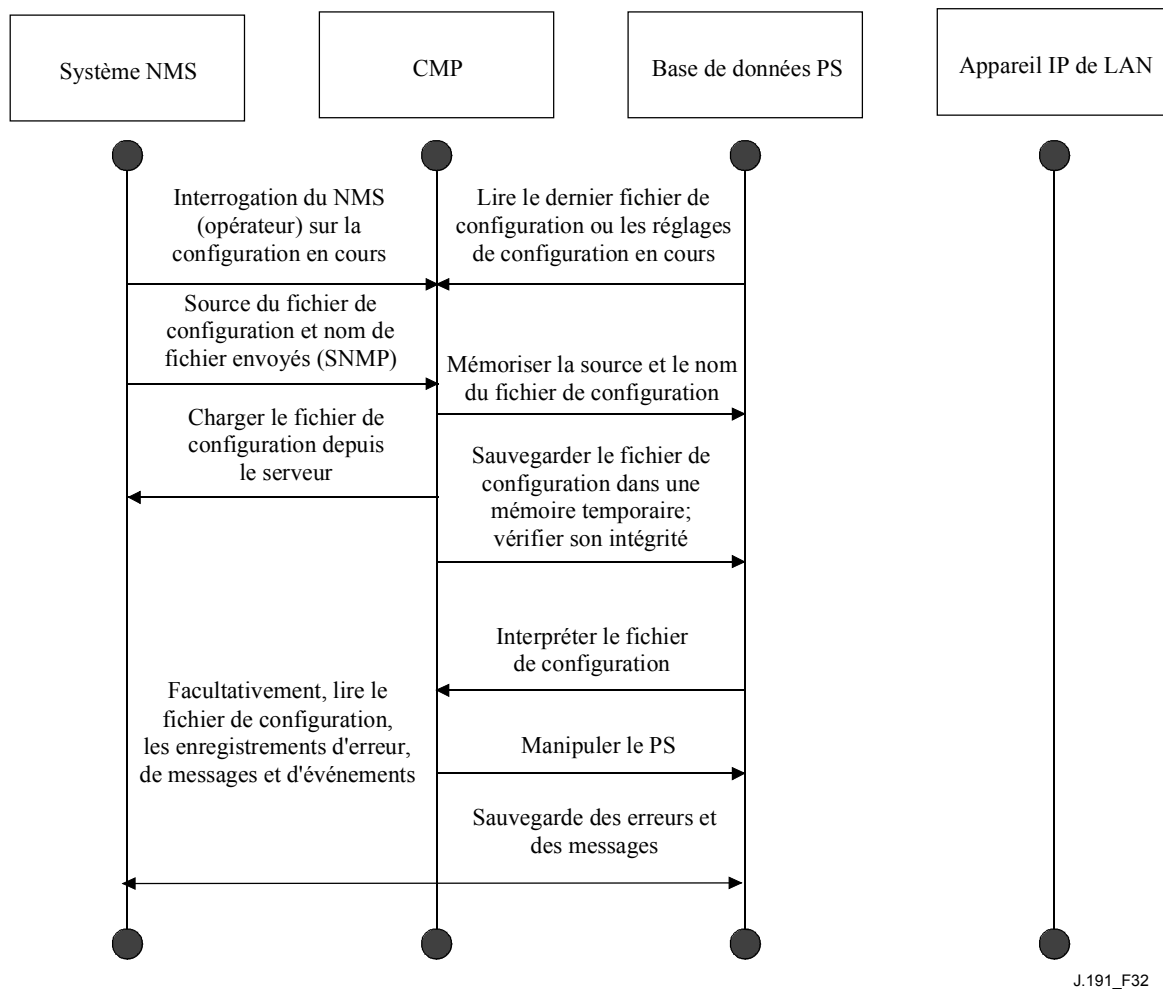 Système NMS
CMP
Base de données PS
Appareil IP de LAN
Interrogation du NMS
(opérateur) sur la
configuration en cours
Lire le dernier fichier de
configuration ou les réglages
de configuration en cours
Source du fichier de
configuration et nom de
fichier envoyés (SNMP)
Mémoriser la source et le nom
du fichier de configuration
Charger le fichier de
configuration depuis
le serveur
Sauvegarder le fichier de
configuration dans une
mémoire temporaire;
vérifier son intégrité
Interpréter le fichier
de configuration
Facultativement, lire le
fichier de configuration,
les enregistrements d'erreur,
de messages et d'événements
Manipuler le PS
Sauvegarde des erreurs et
des messages
J.191_F32